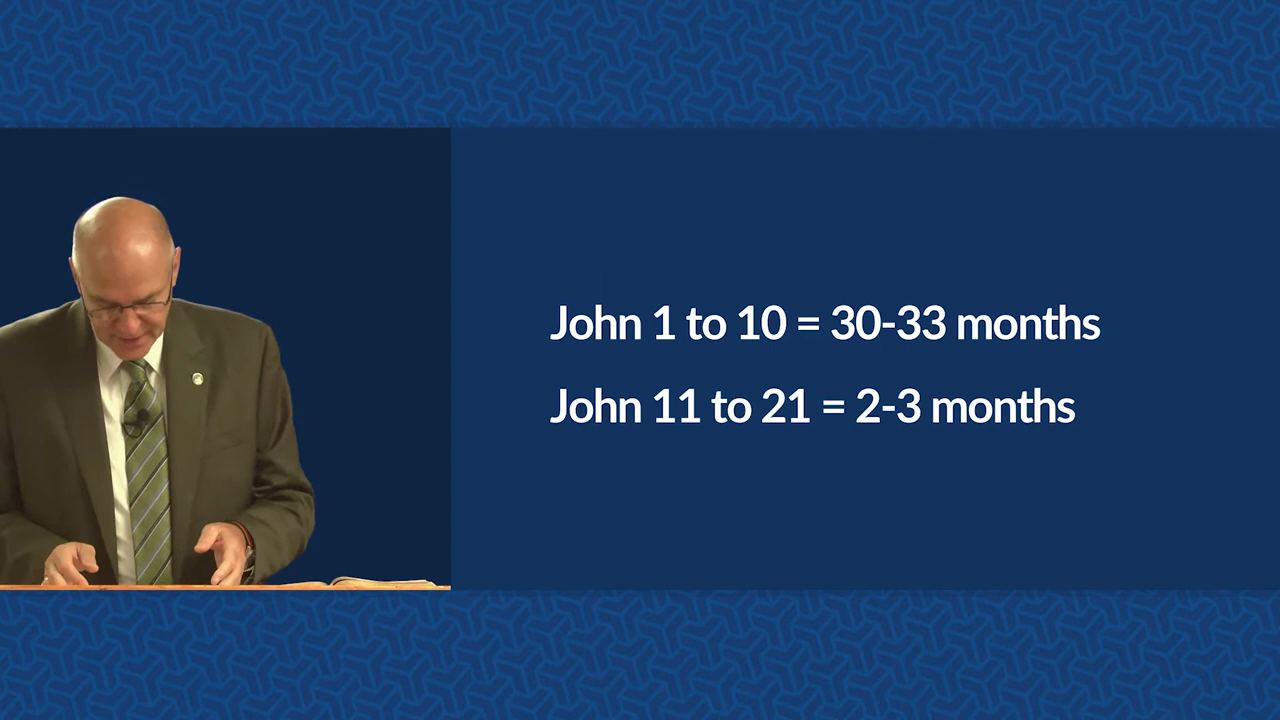 John 1 to 10 = 30-33 months
John 11 to 21 = 2-3 months